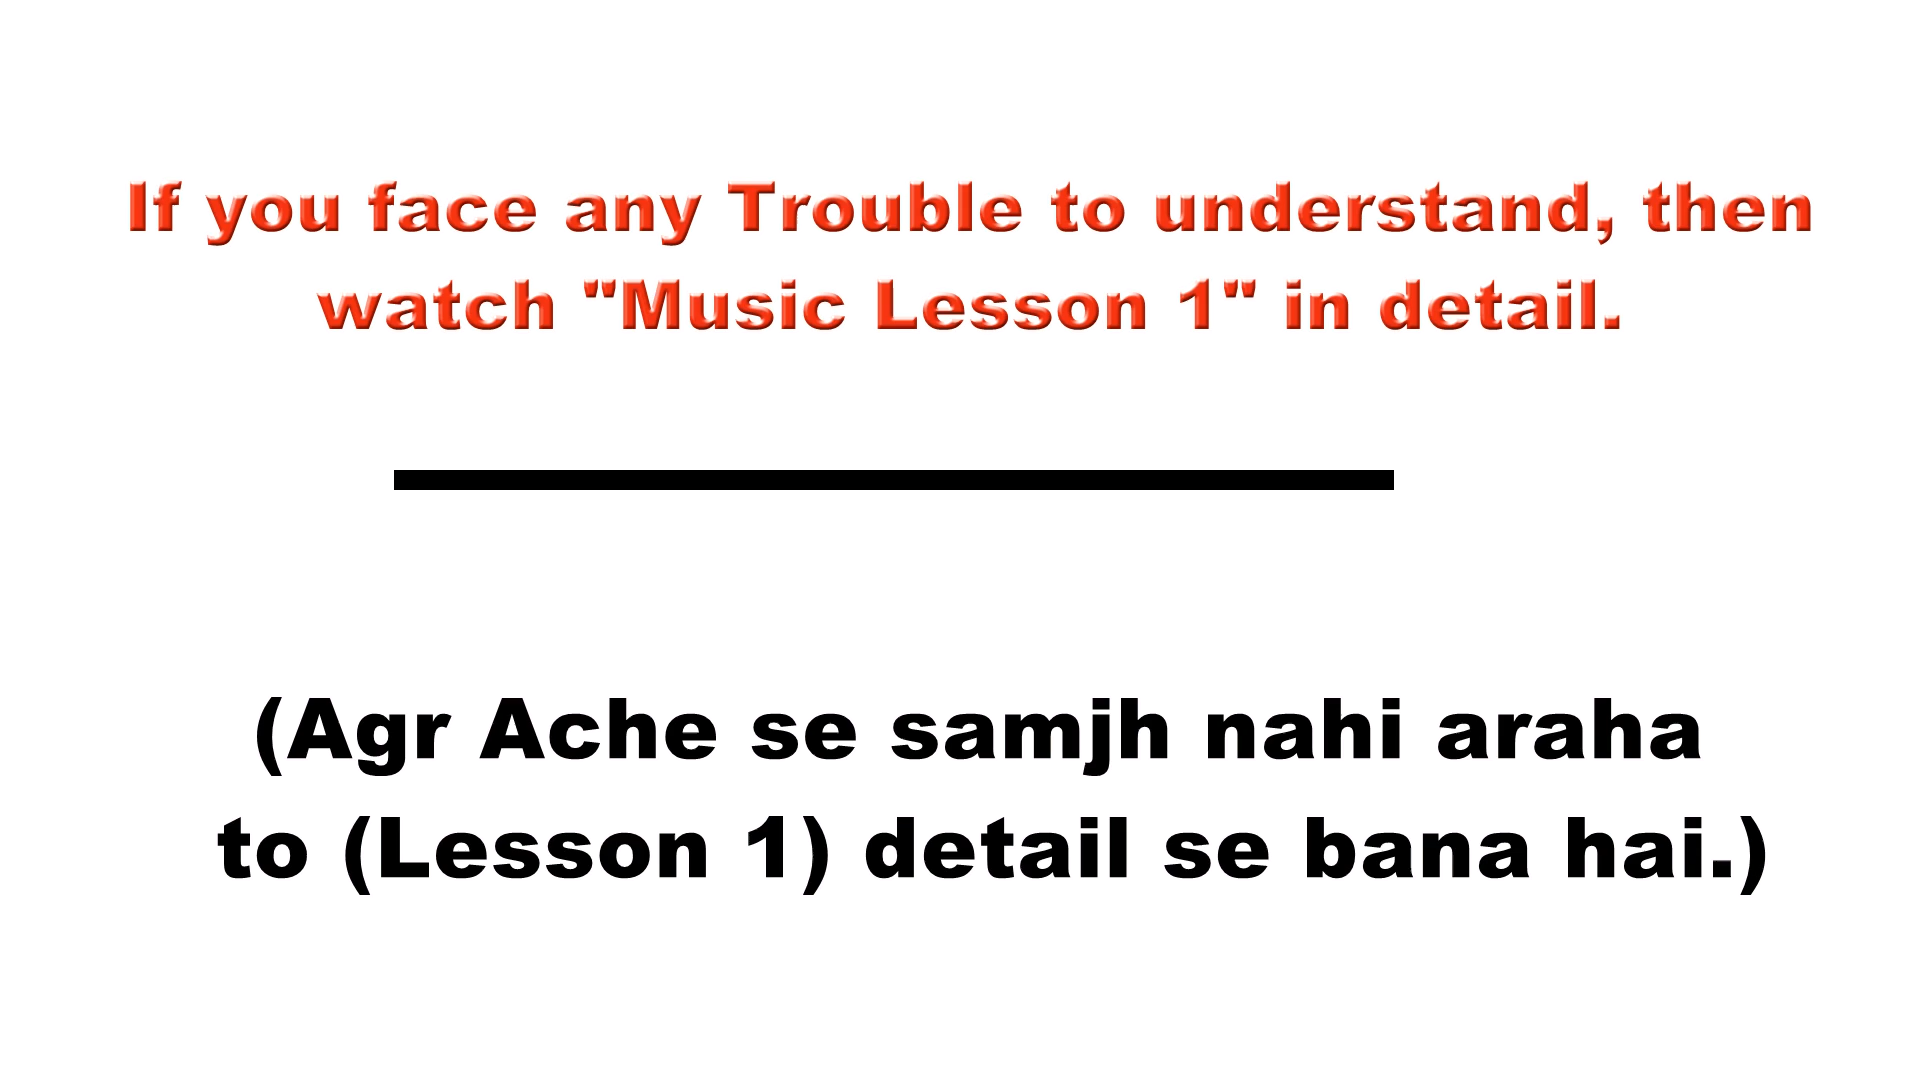 If you face any Trouble to understand, then
watch "Music Lesson 1" in detail.
(Agr Ache se samjh nahi araha
to (Lesson 1) detail se bana hai.)